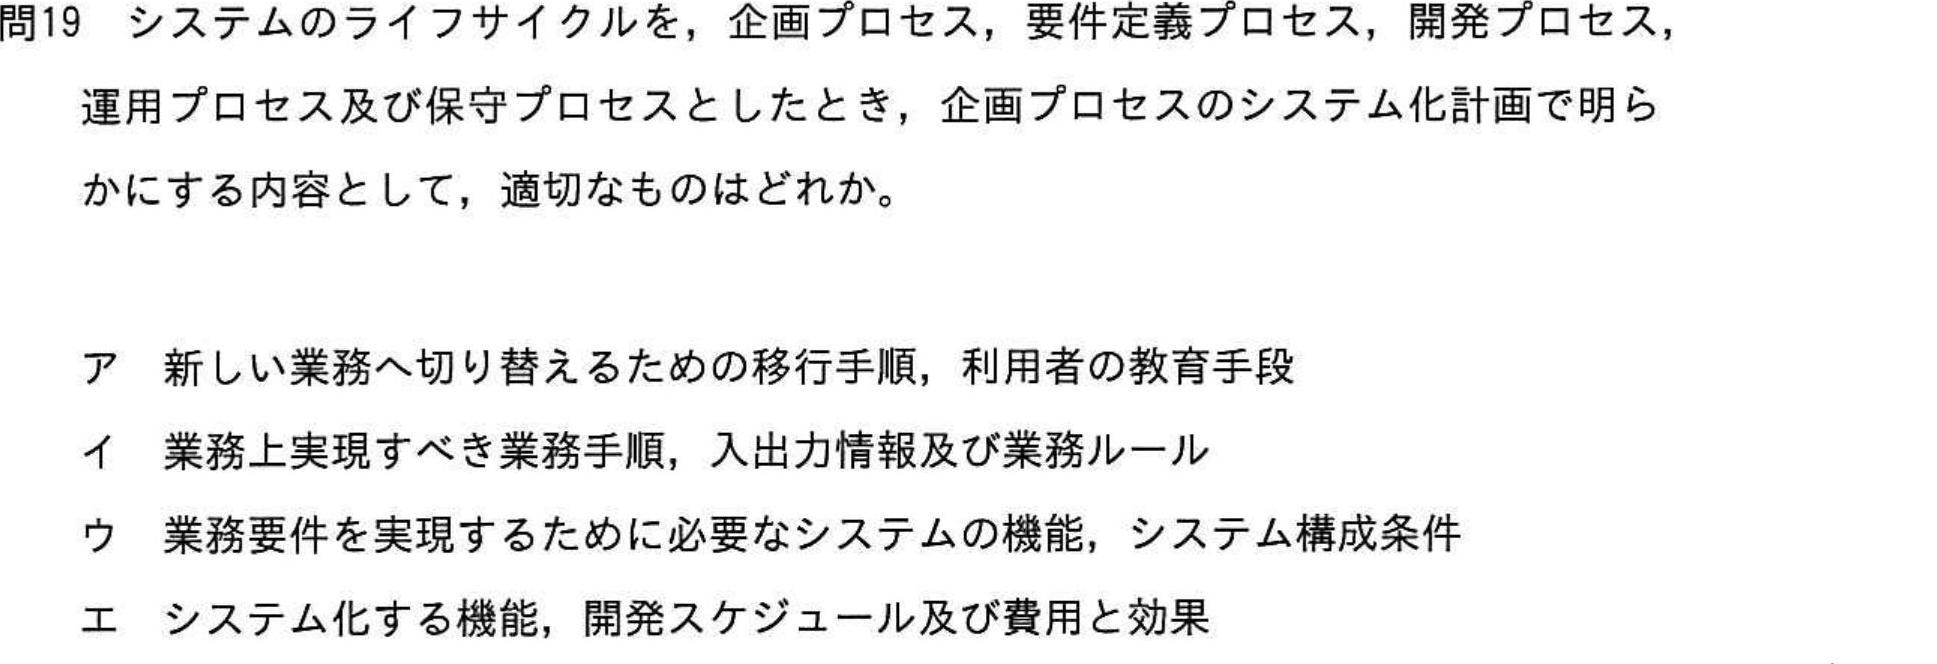 問19 システムのライフサイクルを，企画プロセス，要件定義プロセス，開発プロセス，
運用プロセス及び保守プロセスとしたとき，企画プロセスのシステム化計画で明ら
かにする内容として，適切なものはどれか。
ア 新しい業務へ切り替えるための移行手順，利用者の教育手段
イ 業務上実現すべき業務手順，入出力情報及び業務ルール
ウ 業務要件を実現するために必要なシステムの機能，システム構成条件
エ システム化する機能，開発スケジュール及び費用と効果